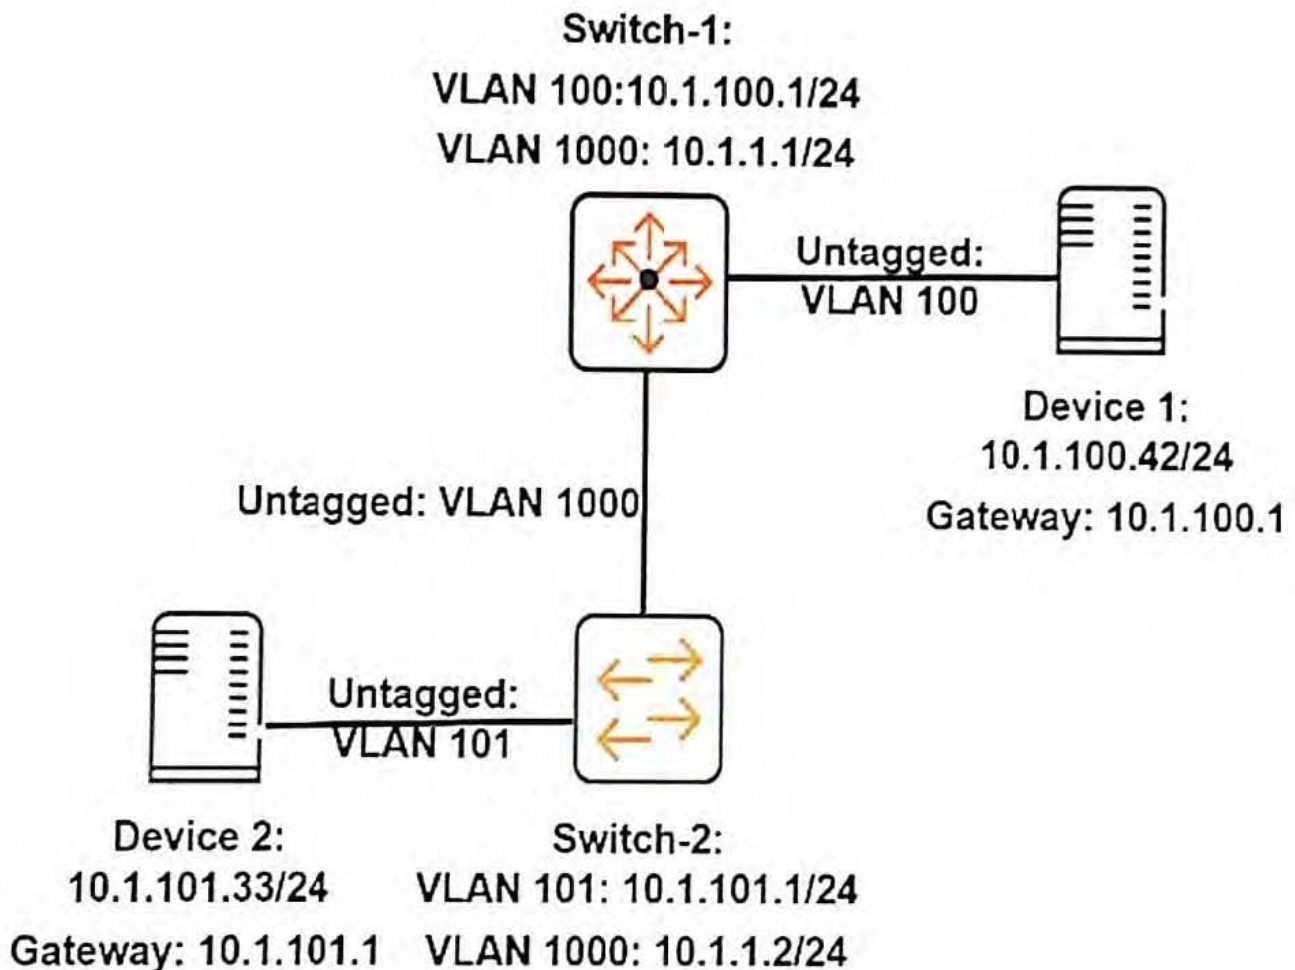 Switch-1:
VLAN 100:10.1.100.1/24
VLAN 1000: 10.1.1.1/24
Untagged:
VLAN 100
Device 1:
10.1.100.42/24
Gateway: 10.1.100.1
Untagged: VLAN 1000
Untagged:
VLAN 101
Device 2:
10.1.101.33/24
Gateway: 10.1.101.1
Switch-2:
VLAN 101: 10.1.101.1/24
VLAN 1000: 10.1.1.2/24